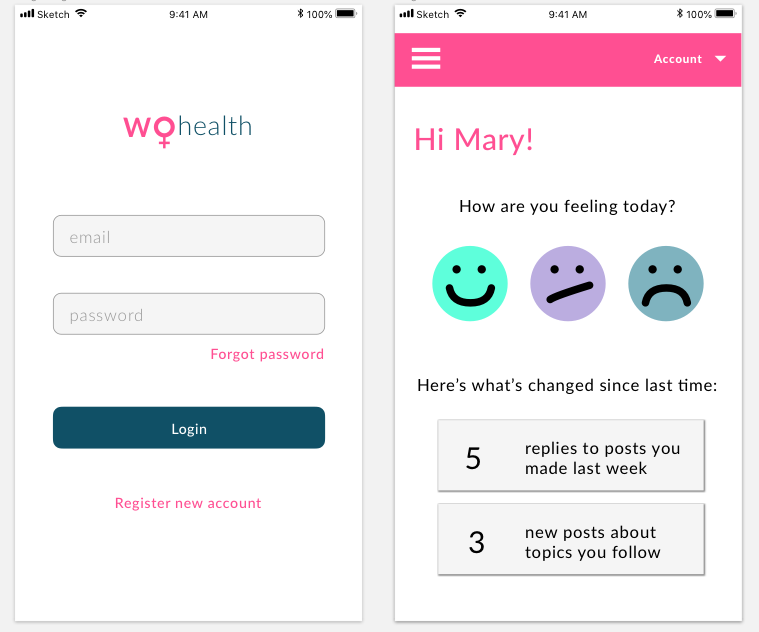 Sketch 9:41 AM 100%
wohealth
email
password
Forgot password
Login
Register new account
Sketch 9:41 AM 100%
Account
Hi Mary!
How are you feeling today?
Here's what's changed since last time:
5 replies to posts you
made last week
3 new posts about
topics you follow